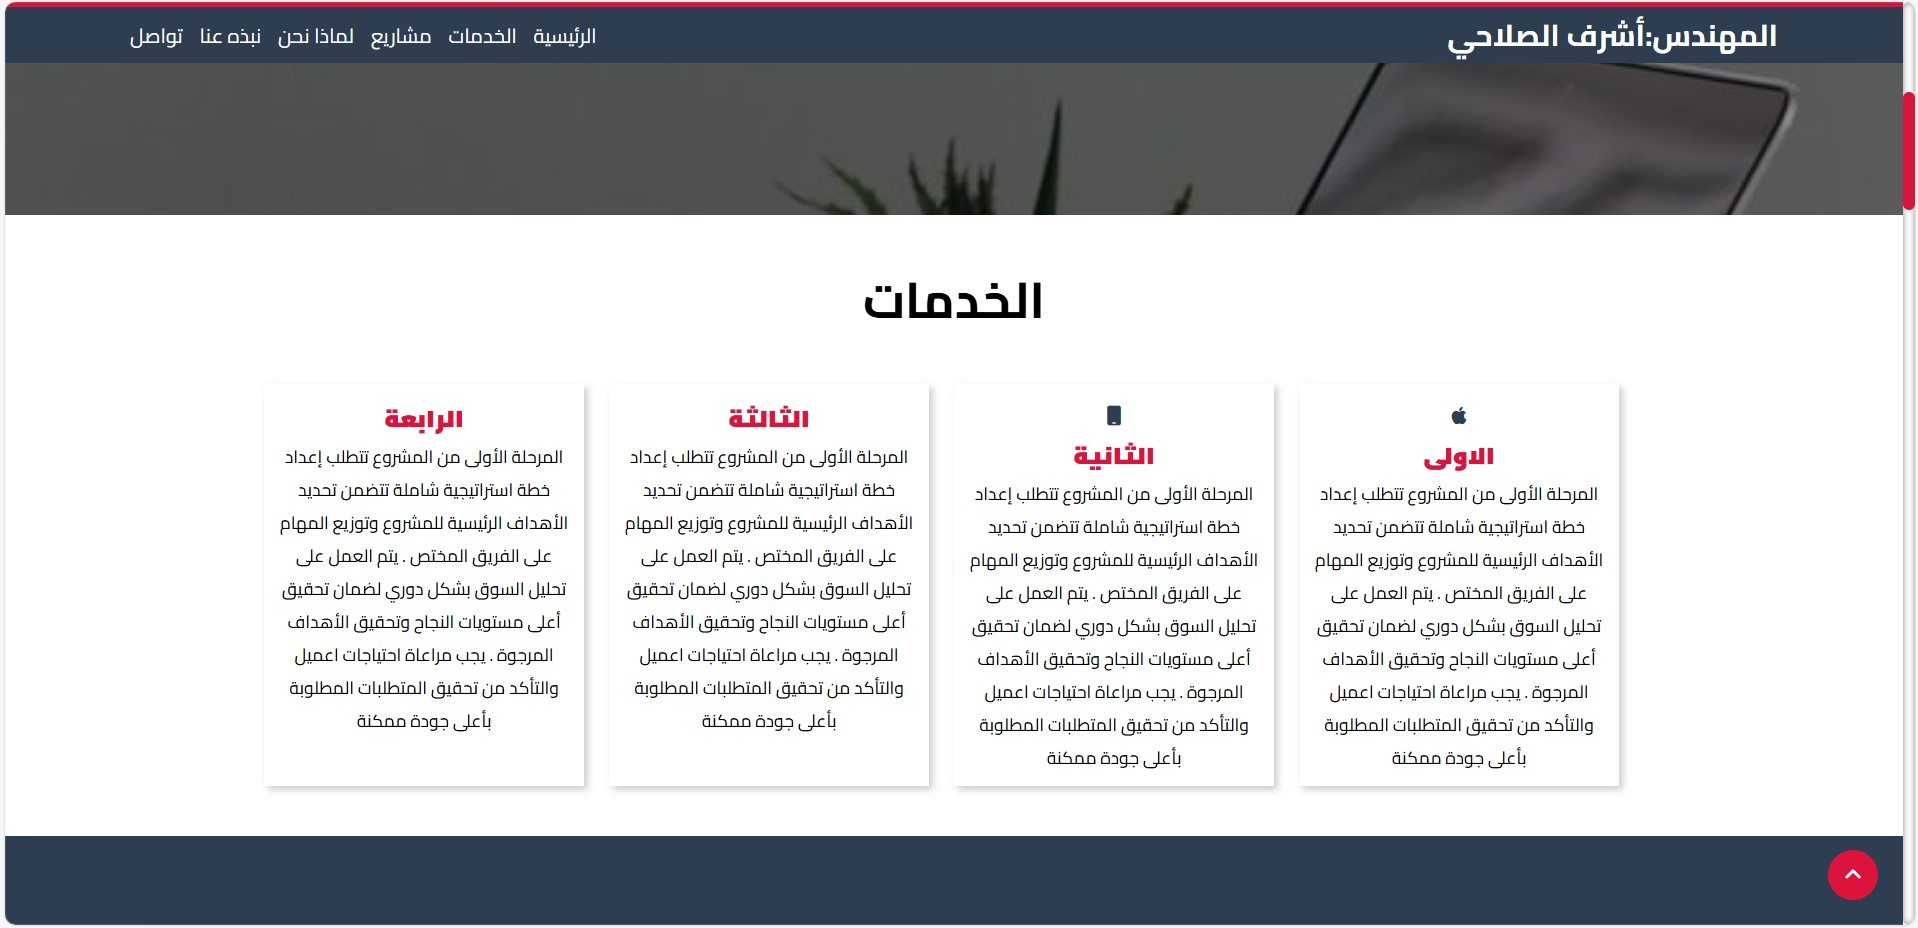 المهندس:أشرف الصلاحي
الرئيسية الخدمات مشاريع لماذا نحن نبذه عنا تواصل
الخدمات
الاولى
المرحلة الأولى من المشروع تتطلب إعداد
خطة استراتيجية شاملة تتضمن تحديد
الأهداف الرئيسية للمشروع وتوزيع المهام
على الفريق المختص . يتم العمل على
تحليل السوق بشكل دوري لضمان تحقيق
أعلى مستويات النجاح وتحقيق الأهداف
المرجوة . يجب مراعاة احتياجات اعميل
والتأكد من تحقيق المتطلبات المطلوبة
بأعلى جودة ممكنة
الثانية
المرحلة الأولى من المشروع تتطلب إعداد
خطة استراتيجية شاملة تتضمن تحديد
الأهداف الرئيسية للمشروع وتوزيع المهام
على الفريق المختص . يتم العمل على
تحليل السوق بشكل دوري لضمان تحقيق
أعلى مستويات النجاح وتحقيق الأهداف
المرجوة . يجب مراعاة احتياجات اعميل
والتأكد من تحقيق المتطلبات المطلوبة
بأعلى جودة ممكنة
الثالثة
المرحلة الأولى من المشروع تتطلب إعداد
خطة استراتيجية شاملة تتضمن تحديد
الأهداف الرئيسية للمشروع وتوزيع المهام
على الفريق المختص . يتم العمل على
تحليل السوق بشكل دوري لضمان تحقيق
أعلى مستويات النجاح وتحقيق الأهداف
المرجوة . يجب مراعاة احتياجات اعميل
والتأكد من تحقيق المتطلبات المطلوبة
بأعلى جودة ممكنة
الرابعة
المرحلة الأولى من المشروع تتطلب إعداد
خطة استراتيجية شاملة تتضمن تحديد
الأهداف الرئيسية للمشروع وتوزيع المهام
على الفريق المختص . يتم العمل على
تحليل السوق بشكل دوري لضمان تحقيق
أعلى مستويات النجاح وتحقيق الأهداف
المرجوة . يجب مراعاة احتياجات اعميل
والتأكد من تحقيق المتطلبات المطلوبة
بأعلى جودة ممكنة